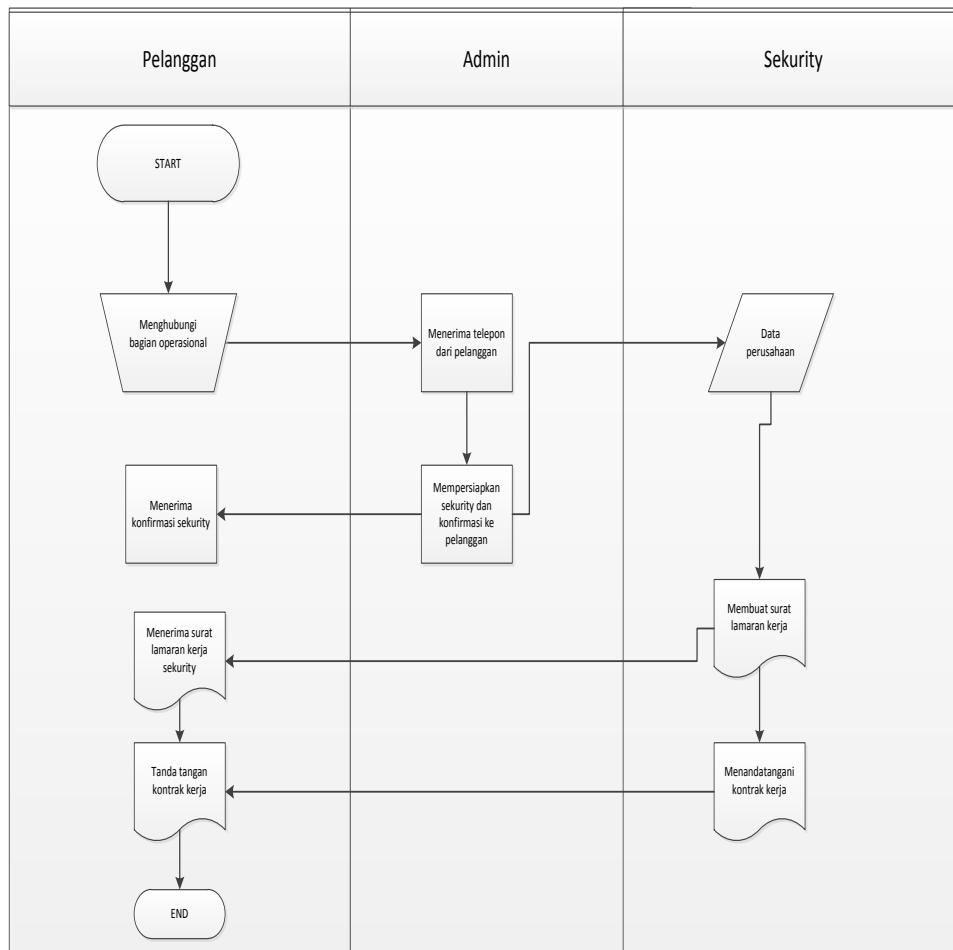 Pelanggan
Admin
Sekurity
START
Menghubungi
bagian operasional
Menerima telepon
dari pelanggan
Data
perusahaan
Menerima
konfirmasi sekurity
Mempersiapkan
sekurity dan
konfirmasi ke
pelanggan
Membuat surat
lamaran kerja
Menerima surat
lamaran kerja
sekurity
Tanda tangan
kontrak kerja
Menandatangani
kontrak kerja
END